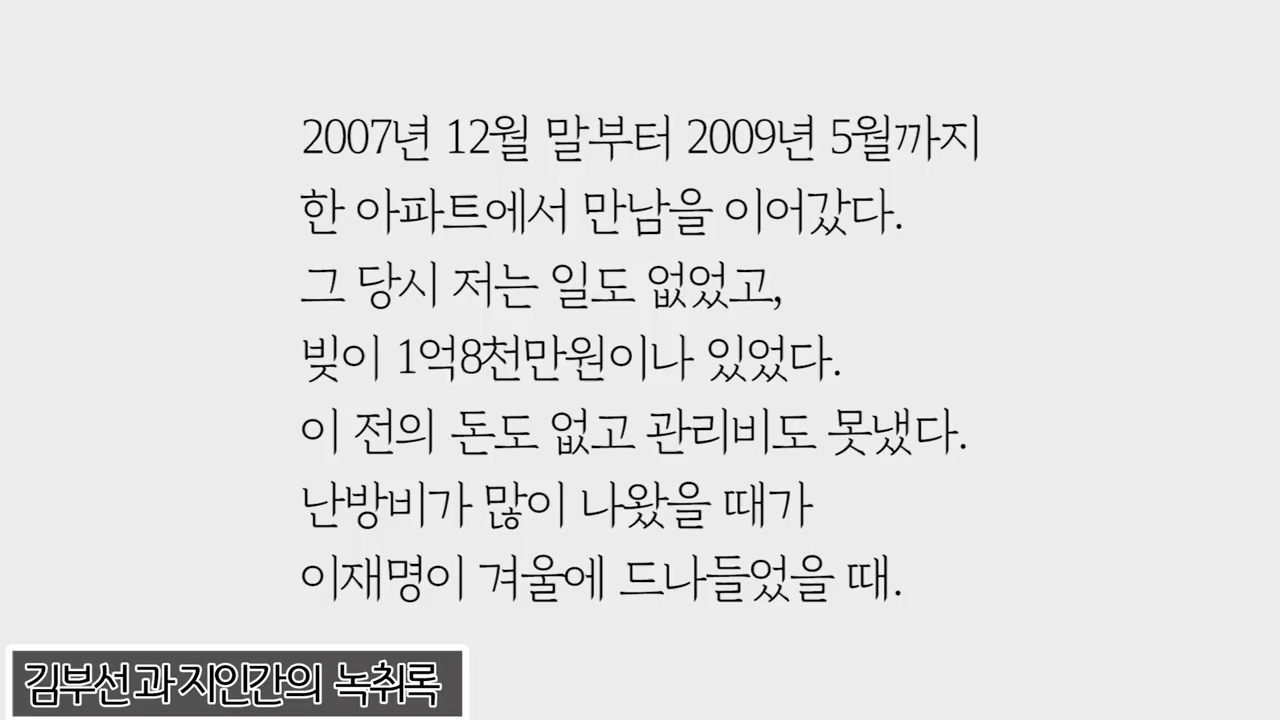 2007년 12월 말부터 2009년 5월까지
한 아파트에서 만남을 이어갔다.
그 당시 저는 일도 없었고,
빚이 1억8천만원이나 있었다.
이 전의 돈도 없고 관리비도 못냈다.
난방비가 많이 나왔을 때가
이재명이 겨울에 드나들었을 때.
김부선과 지인간의 녹취록